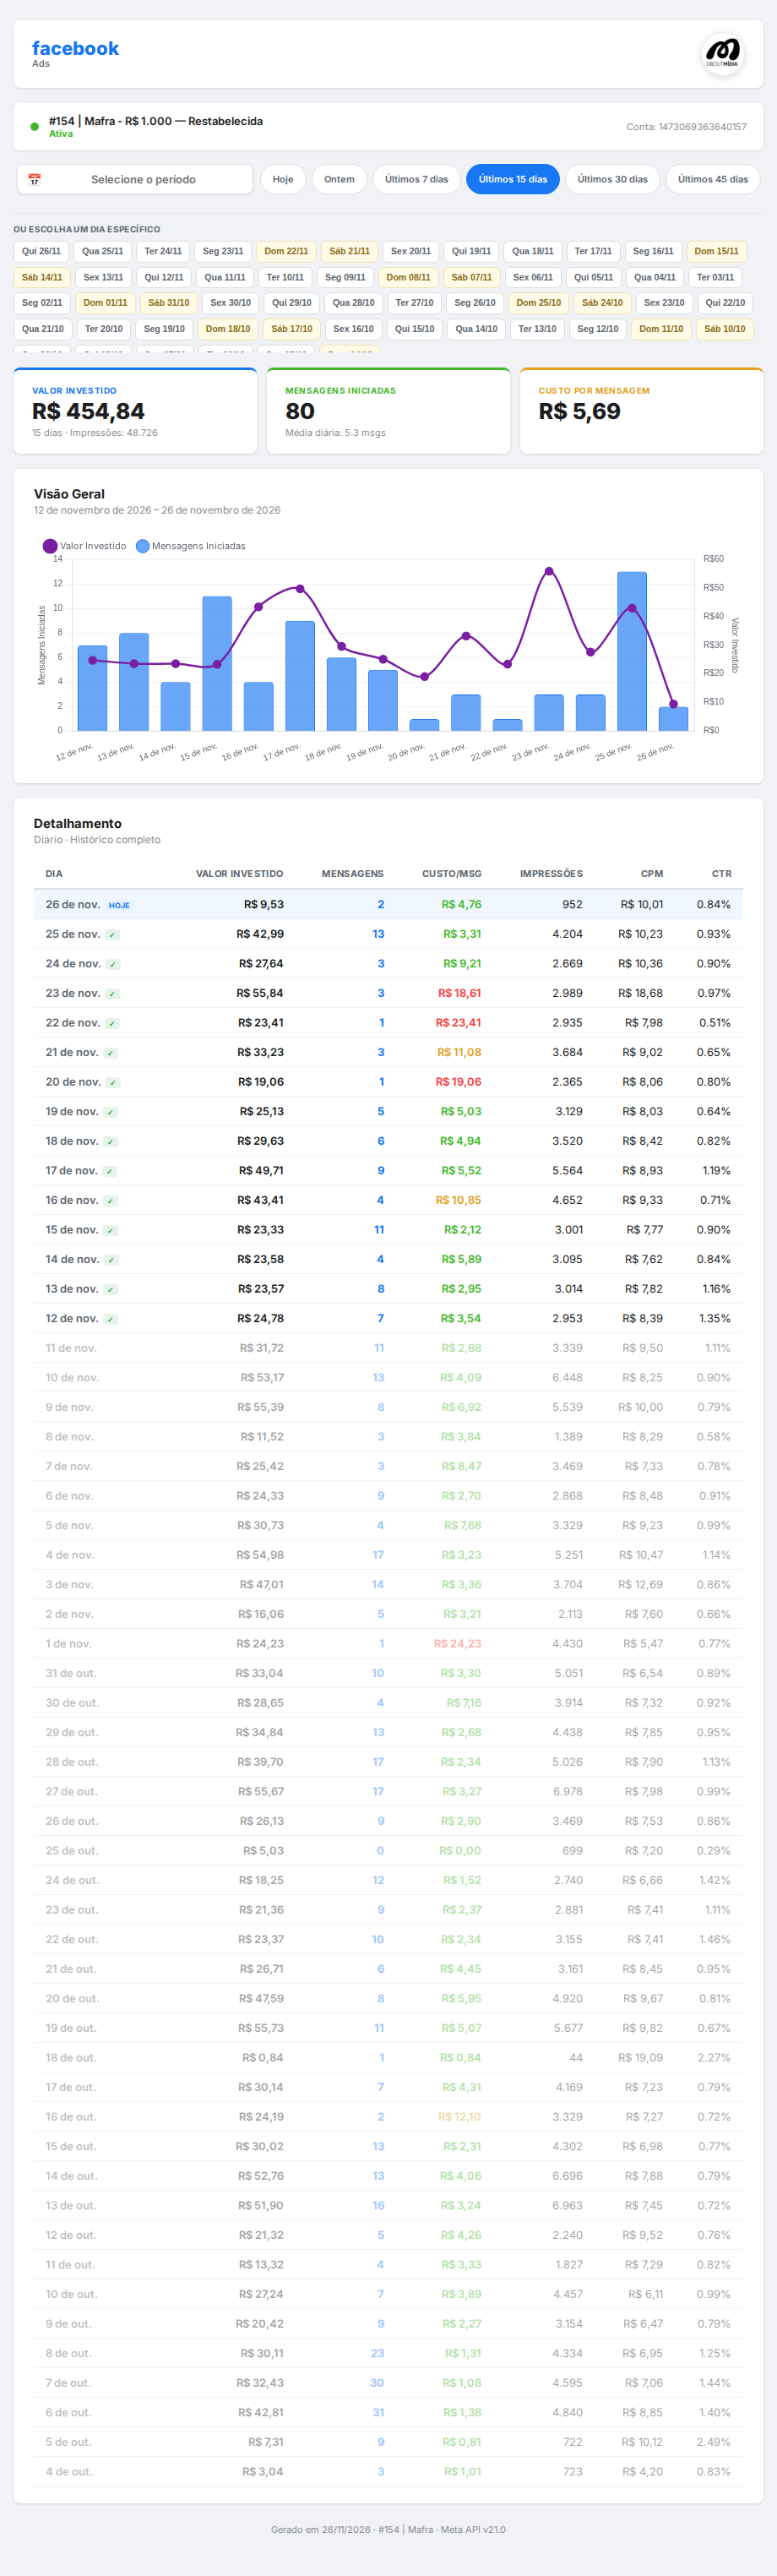 facebook
Ads
ABOUTMÍDIA
#154 | Mafra - R$ 1.000 — Restabelecida
Ativa
Conta: 1473069363640157
Selecione o período Hoje Ontem Últimos 7 dias Últimos 15 dias Últimos 30 dias Últimos 45 dias
OU ESCOLHA UM DIA ESPECÍFICO
Qui 26/11 Qua 25/11 Ter 24/11 Seg 23/11 Dom 22/11 Sáb 21/11 Sex 20/11 Qui 19/11 Qua 18/11 Ter 17/11 Seg 16/11 Dom 15/11
Sáb 14/11 Sex 13/11 Qui 12/11 Qua 11/11 Ter 10/11 Seg 09/11 Dom 08/11 Sáb 07/11 Sex 06/11 Qui 05/11 Qua 04/11 Ter 03/11
Seg 02/11 Dom 01/11 Sáb 31/10 Sex 30/10 Qui 29/10 Qua 28/10 Ter 27/10 Seg 26/10 Dom 25/10 Sáb 24/10 Sex 23/10 Qui 22/10
Qua 21/10 Ter 20/10 Seg 19/10 Dom 18/10 Sáb 17/10 Sex 16/10 Qui 15/10 Qua 14/10 Ter 13/10 Seg 12/10 Dom 11/10 Sáb 10/10
VALOR INVESTIDO
R$ 454,84
15 dias · Impressões: 48.726
MENSAGENS INICIADAS
80
Média diária: 5.3 msgs
CUSTO POR MENSAGEM
R$ 5,69
Visão Geral
12 de novembro de 2026 – 26 de novembro de 2026
Valor Investido Mensagens Iniciadas
Mensagens Iniciadas
14
12
10
8
6
4
2
0
R$60
R$50
R$40
R$30
R$20
R$10
R$0
Valor Investido
12 de nov. 13 de nov. 14 de nov. 15 de nov. 16 de nov. 17 de nov. 18 de nov. 19 de nov. 20 de nov. 21 de nov. 22 de nov. 23 de nov. 24 de nov. 25 de nov. 26 de nov.
Detalhamento
Diário · Histórico completo
DIA VALOR INVESTIDO MENSAGENS CUSTO/MSG IMPRESSÕES CPM CTR
26 de nov. HOJE R$ 9,53 2 R$ 4,76 952 R$ 10,01 0.84%
25 de nov. ✓ R$ 42,99 13 R$ 3,31 4.204 R$ 10,23 0.93%
24 de nov. ✓ R$ 27,64 3 R$ 9,21 2.669 R$ 10,36 0.90%
23 de nov. ✓ R$ 55,84 3 R$ 18,61 2.989 R$ 18,68 0.97%
22 de nov. ✓ R$ 23,41 1 R$ 23,41 2.935 R$ 7,98 0.51%
21 de nov. ✓ R$ 33,23 3 R$ 11,08 3.684 R$ 9,02 0.65%
20 de nov. ✓ R$ 19,06 1 R$ 19,06 2.365 R$ 8,06 0.80%
19 de nov. ✓ R$ 25,13 5 R$ 5,03 3.129 R$ 8,03 0.64%
18 de nov. ✓ R$ 29,63 6 R$ 4,94 3.520 R$ 8,42 0.82%
17 de nov. ✓ R$ 49,71 9 R$ 5,52 5.564 R$ 8,93 1.19%
16 de nov. ✓ R$ 43,41 4 R$ 10,85 4.652 R$ 9,33 0.71%
15 de nov. ✓ R$ 23,33 11 R$ 2,12 3.001 R$ 7,77 0.90%
14 de nov. ✓ R$ 23,58 4 R$ 5,89 3.095 R$ 7,62 0.84%
13 de nov. ✓ R$ 23,57 8 R$ 2,95 3.014 R$ 7,82 1.16%
12 de nov. ✓ R$ 24,78 7 R$ 3,54 2.953 R$ 8,39 1.35%
11 de nov. R$ 31,72 11 R$ 2,88 3.339 R$ 9,50 1.11%
10 de nov. R$ 53,17 13 R$ 4,09 6.448 R$ 8,25 0.90%
9 de nov. R$ 55,39 8 R$ 6,92 5.539 R$ 10,00 0.79%
8 de nov. R$ 11,52 3 R$ 3,84 1.389 R$ 8,29 0.58%
7 de nov. R$ 25,42 3 R$ 8,47 3.469 R$ 7,33 0.78%
6 de nov. R$ 24,33 9 R$ 2,70 2.868 R$ 8,48 0.91%
5 de nov. R$ 30,73 4 R$ 7,68 3.329 R$ 9,23 0.99%
4 de nov. R$ 54,98 17 R$ 3,23 5.251 R$ 10,47 1.14%
3 de nov. R$ 47,01 14 R$ 3,36 3.704 R$ 12,69 0.86%
2 de nov. R$ 16,06 5 R$ 3,21 2.113 R$ 7,60 0.66%
1 de nov. R$ 24,23 1 R$ 24,23 4.430 R$ 5,47 0.77%
31 de out. R$ 33,04 10 R$ 3,30 5.051 R$ 6,54 0.89%
30 de out. R$ 28,65 4 R$ 7,16 3.914 R$ 7,32 0.92%
29 de out. R$ 34,84 13 R$ 2,68 4.438 R$ 7,85 0.95%
28 de out. R$ 39,70 17 R$ 2,34 5.026 R$ 7,90 1.13%
27 de out. R$ 55,67 17 R$ 3,27 6.978 R$ 7,98 0.99%
26 de out. R$ 26,13 9 R$ 2,90 3.469 R$ 7,53 0.86%
25 de out. R$ 5,03 0 R$ 0,00 699 R$ 7,20 0.29%
24 de out. R$ 18,25 12 R$ 1,52 2.740 R$ 6,66 1.42%
23 de out. R$ 21,36 9 R$ 2,37 2.881 R$ 7,41 1.11%
22 de out. R$ 23,37 10 R$ 2,34 3.155 R$ 7,41 1.46%
21 de out. R$ 26,71 6 R$ 4,45 3.161 R$ 8,45 0.95%
20 de out. R$ 47,59 8 R$ 5,95 4.920 R$ 9,67 0.81%
19 de out. R$ 55,73 11 R$ 5,07 5.677 R$ 9,82 0.67%
18 de out. R$ 0,84 1 R$ 0,84 44 R$ 19,09 2.27%
17 de out. R$ 30,14 7 R$ 4,31 4.169 R$ 7,23 0.79%
16 de out. R$ 24,19 2 R$ 12,10 3.329 R$ 7,27 0.72%
15 de out. R$ 30,02 13 R$ 2,31 4.302 R$ 6,98 0.77%
14 de out. R$ 52,76 13 R$ 4,06 6.696 R$ 7,88 0.79%
13 de out. R$ 51,90 16 R$ 3,24 6.963 R$ 7,45 0.72%
12 de out. R$ 21,32 5 R$ 4,26 2.240 R$ 9,52 0.76%
11 de out. R$ 13,32 4 R$ 3,33 1.827 R$ 7,29 0.82%
10 de out. R$ 27,24 7 R$ 3,89 4.457 R$ 6,11 0.99%
9 de out. R$ 20,42 9 R$ 2,27 3.154 R$ 6,47 0.79%
8 de out. R$ 30,11 23 R$ 1,31 4.334 R$ 6,95 1.25%
7 de out. R$ 32,43 30 R$ 1,08 4.595 R$ 7,06 1.44%
6 de out. R$ 42,81 31 R$ 1,38 4.840 R$ 8,85 1.40%
5 de out. R$ 7,31 9 R$ 0,81 722 R$ 10,12 2.49%
4 de out. R$ 3,04 3 R$ 1,01 723 R$ 4,20 0.83%
Gerado em 26/11/2026 · #154 | Mafra · Meta API v21.0